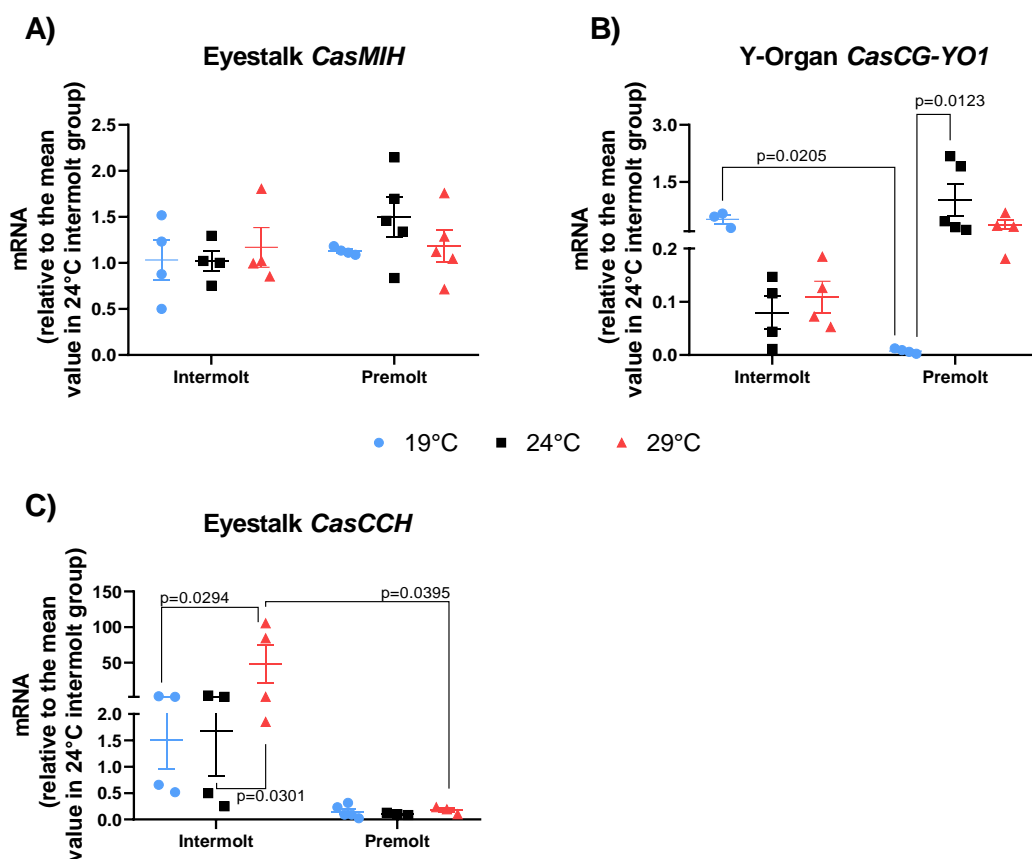 A)
Eyestalk CasMIH
mRNA
(relative to the mean
value in 24°C intermolt group)
2.5
2.0
1.5
1.0
0.5
0.0
Intermolt
Premolt
B)
Y-Organ CasCG-YO1
mRNA
(relative to the mean
value in 24°C intermolt group)
3.0
1.5
0.2
0.1
0.0
p=0.0205
p=0.0123
Intermolt
Premolt
19°C
24°C
29°C
C)
Eyestalk CasCCH
mRNA
(relative to the mean
value in 24°C intermolt group)
150
100
50
2.0
1.5
1.0
0.5
0.0
p=0.0294
p=0.0395
p=0.0301
Intermolt
Premolt